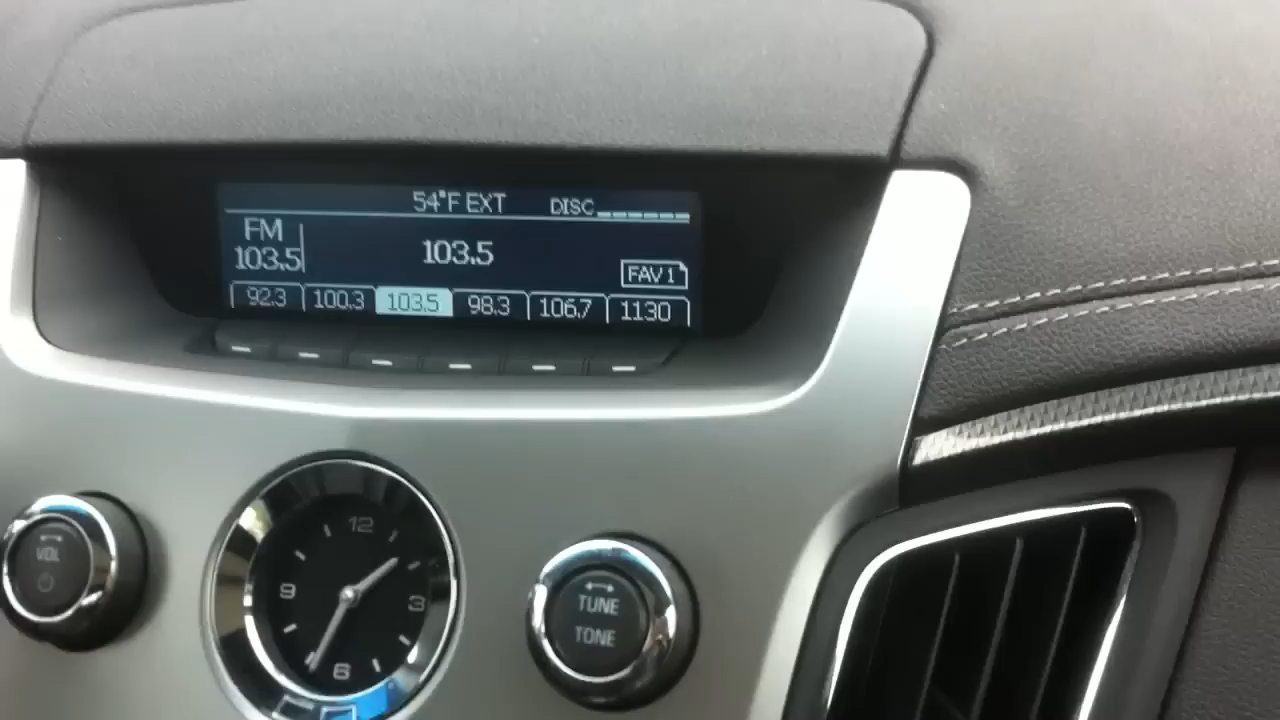 54°F EXT DISC
FM
103.5
103.5
FAV 1
92.3 100.3 103.5 98.3 106.7 1130
VOL
12
9
3
6
TUNE
TONE